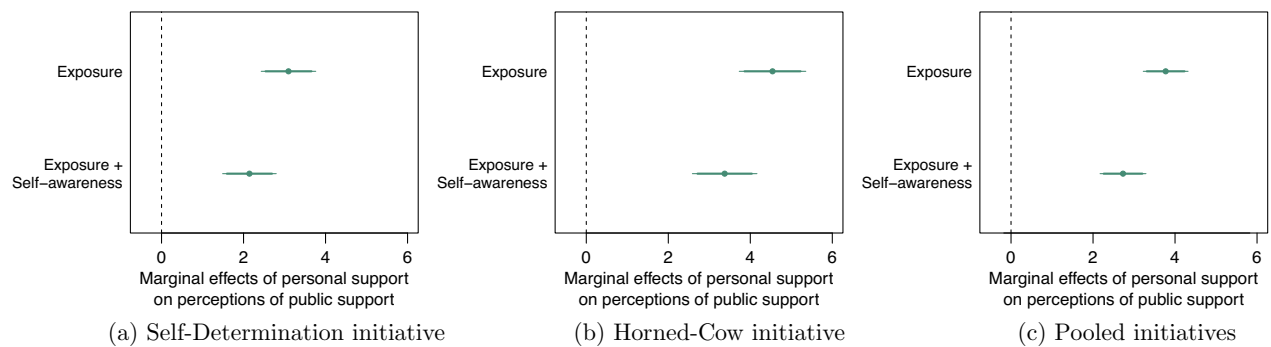 Exposure
Exposure +
Self−awareness
0 2 4 6
Marginal effects of personal support
on perceptions of public support
(a) Self-Determination initiative
Exposure
Exposure +
Self−awareness
0 2 4 6
Marginal effects of personal support
on perceptions of public support
(b) Horned-Cow initiative
Exposure
Exposure +
Self−awareness
0 2 4 6
Marginal effects of personal support
on perceptions of public support
(c) Pooled initiatives